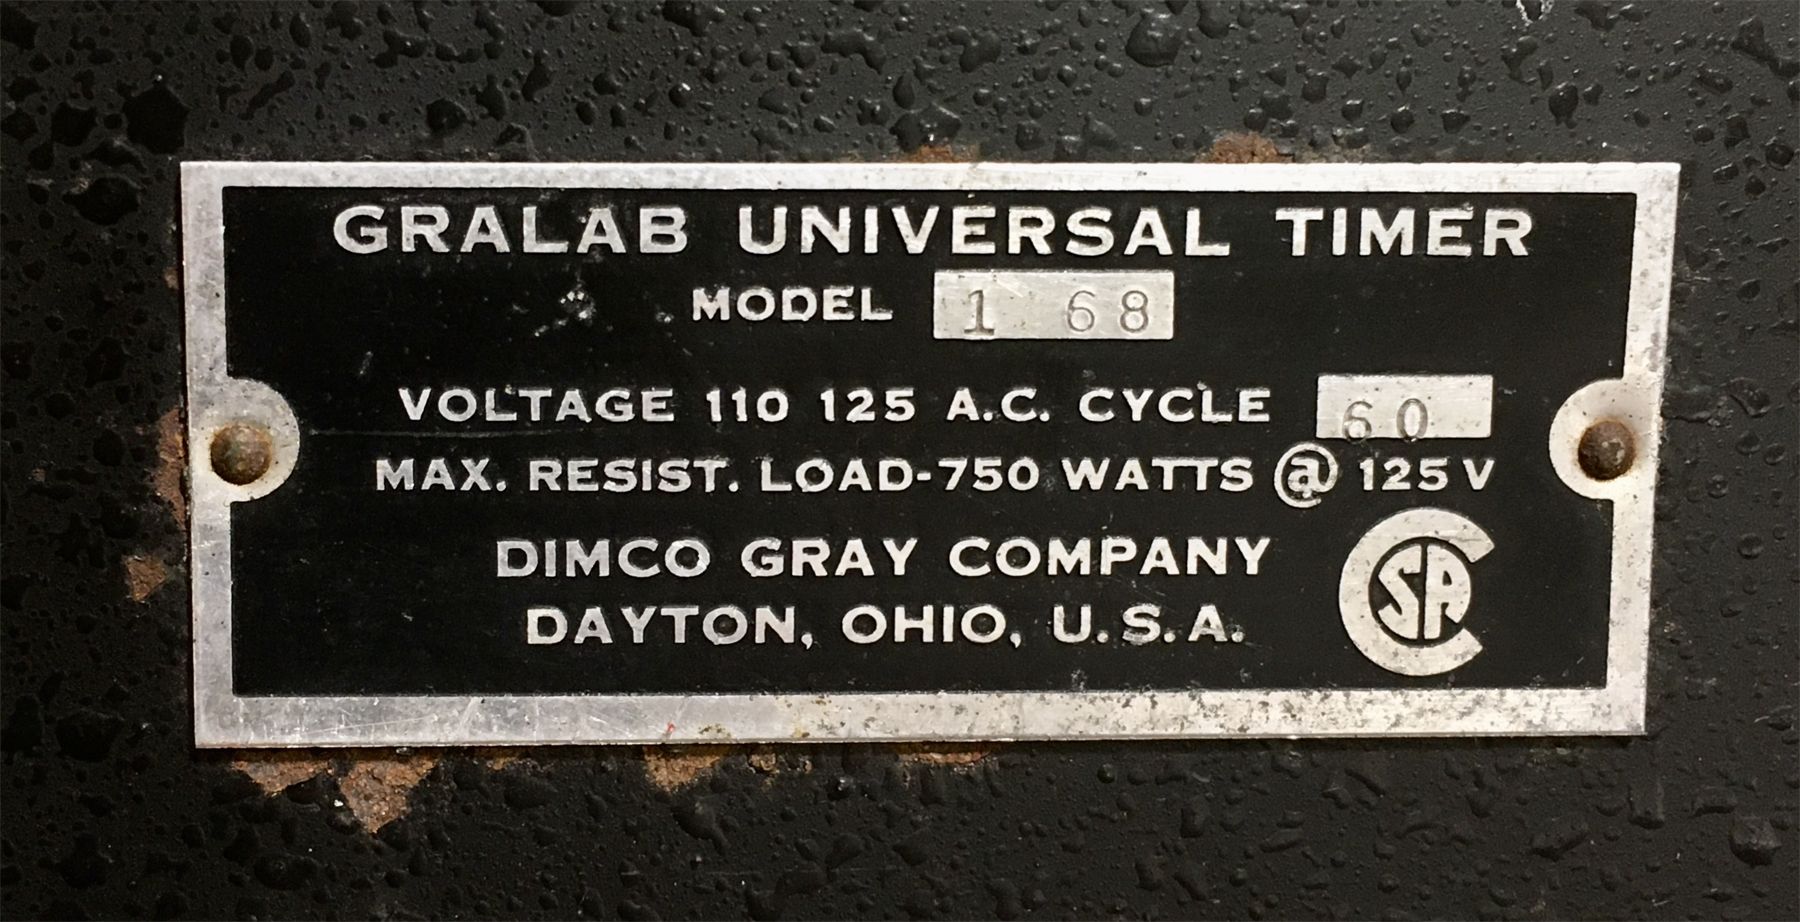 GRALAB UNIVERSAL TIMER
MODEL 1 68
VOLTAGE 110 125 A.C. CYCLE 60
MAX. RESIST. LOAD-750 WATTS @ 125 V
DIMCO GRAY COMPANY
DAYTON, OHIO, U.S.A.
CSA